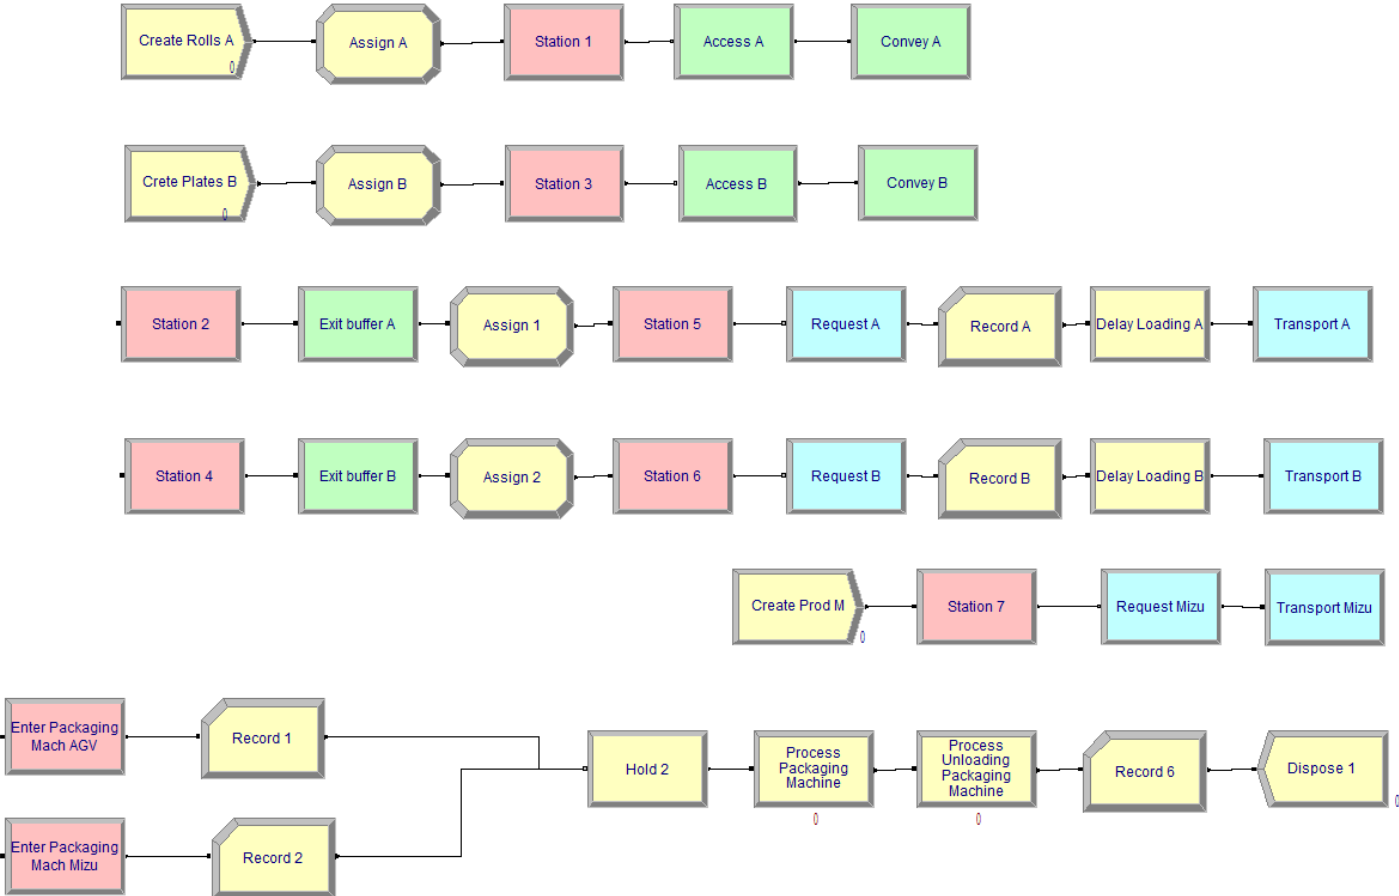 Create Rolls A
0
Assign A
Station 1
Access A
Convey A
Crete Plates B
0
Assign B
Station 3
Access B
Convey B
Station 2
Exit buffer A
Assign 1
Station 5
Request A
Record A
Delay Loading A
Transport A
Station 4
Exit buffer B
Assign 2
Station 6
Request B
Record B
Delay Loading B
Transport B
Create Prod M
0
Station 7
Request Mizu
Transport Mizu
Enter Packaging
Mach AGV
Record 1
Enter Packaging
Mach Mizu
Record 2
Hold 2
Process
Packaging
Machine
0
Process
Unloading
Packaging
Machine
0
Record 6
Dispose 1
0